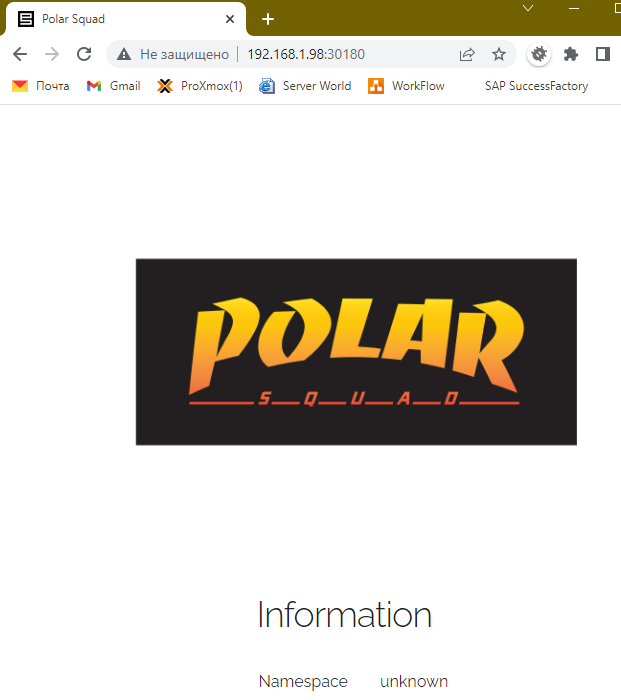 Polar Squad
Не защищено 192.168.1.98:30180
Почта Gmail ProXmox(1) Server World WorkFlow SAP SuccessFactory
POLAR
SQUAD
Information
Namespace unknown